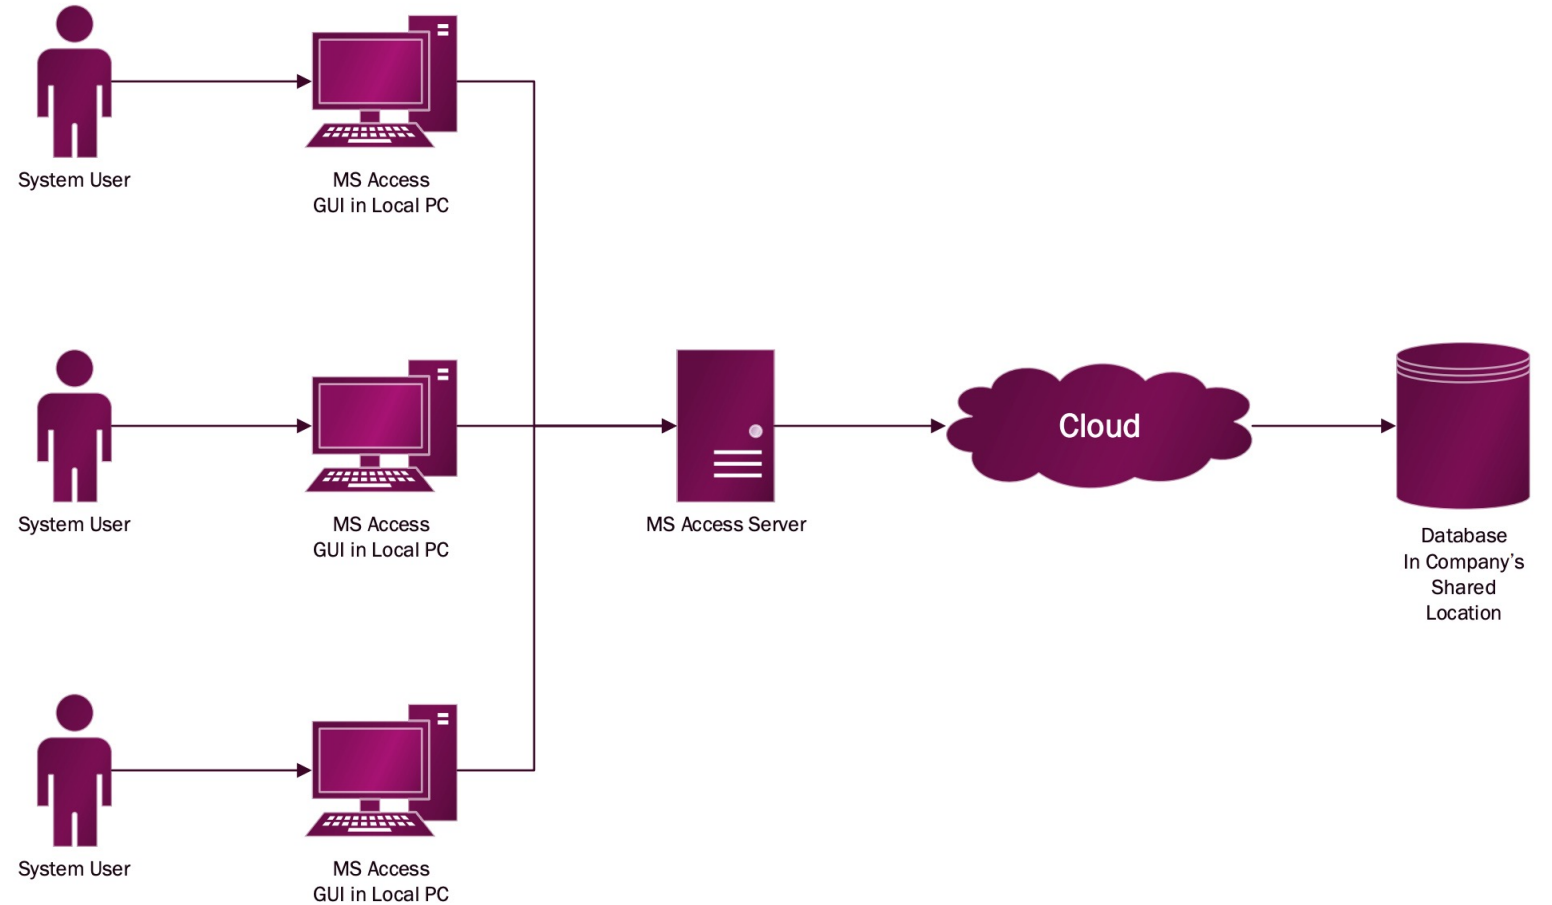 System User
MS Access
GUI in Local PC
System User
MS Access
GUI in Local PC
MS Access Server
Cloud
Database
In Company’s
Shared
Location
System User
MS Access
GUI in Local PC